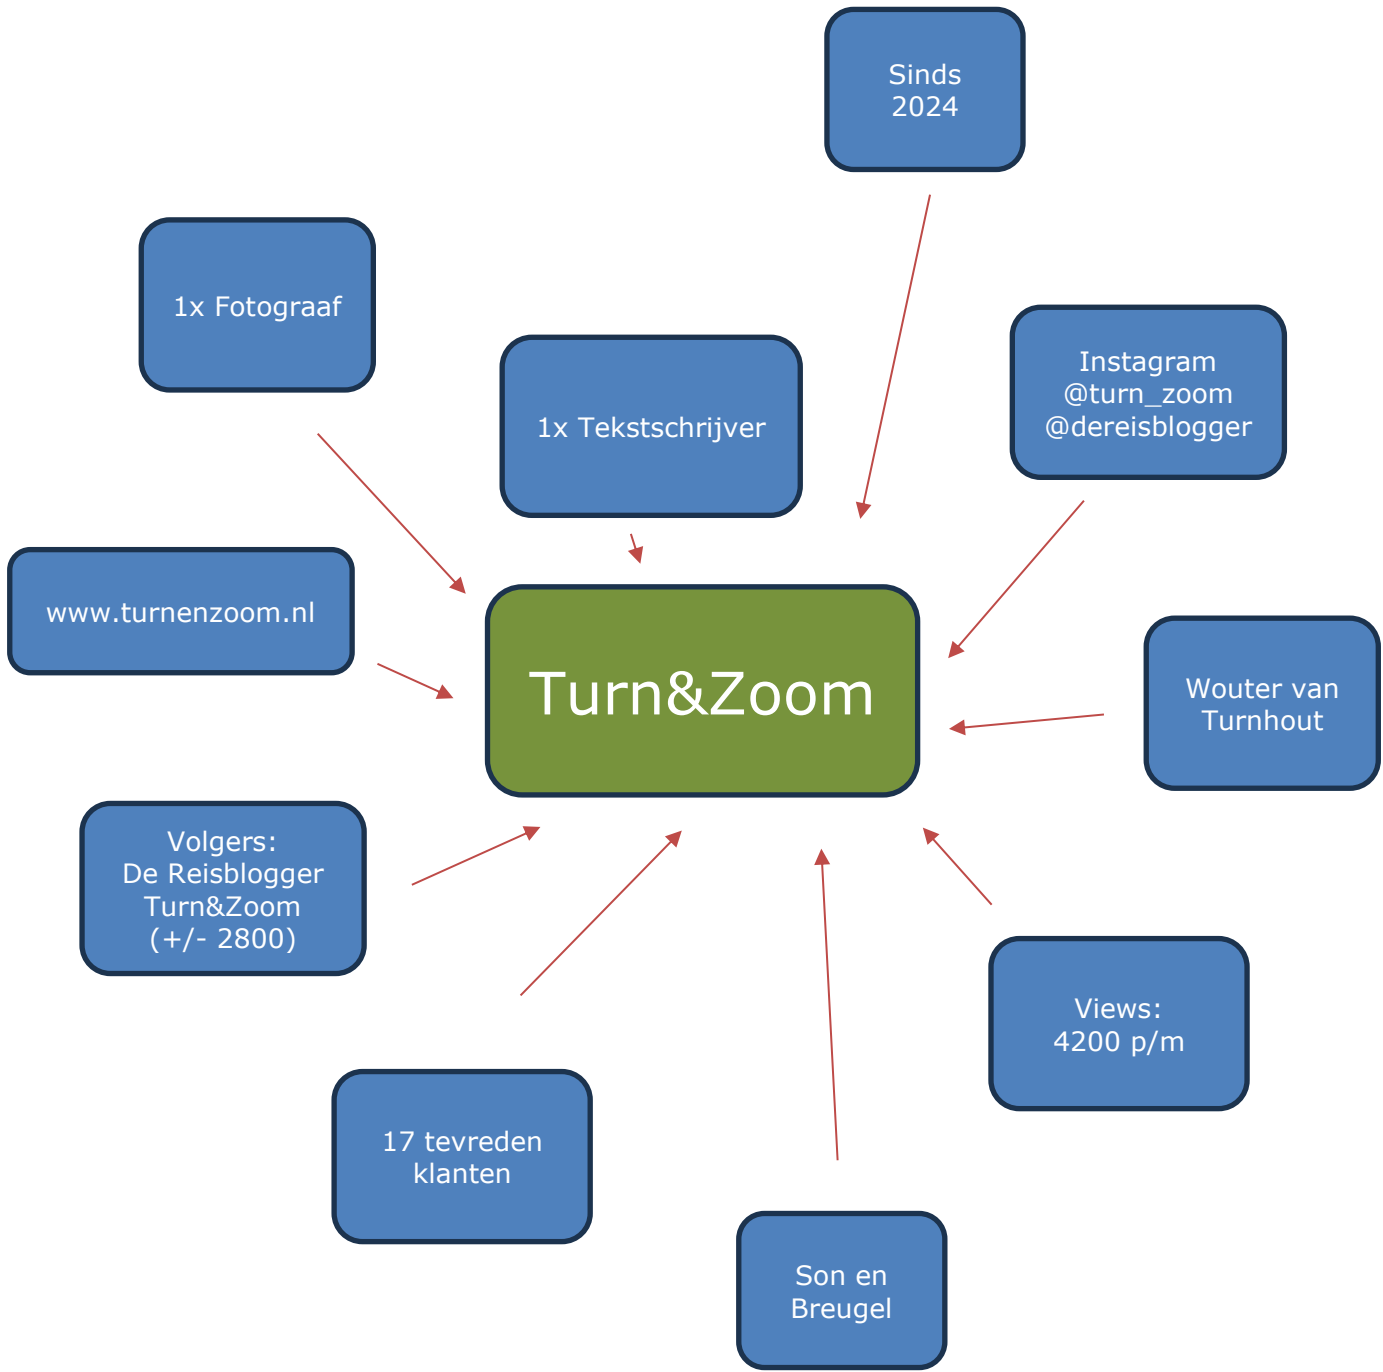 Sinds
2024
1x Fotograaf
1x Tekstschrijver
Instagram
@turn_zoom
@dereisblogger
www.turnenzoom.nl
Turn&Zoom
Wouter van
Turnhout
Volgers:
De Reisblogger
Turn&Zoom
(+/- 2800)
Views:
4200 p/m
17 tevreden
klanten
Son en
Breugel